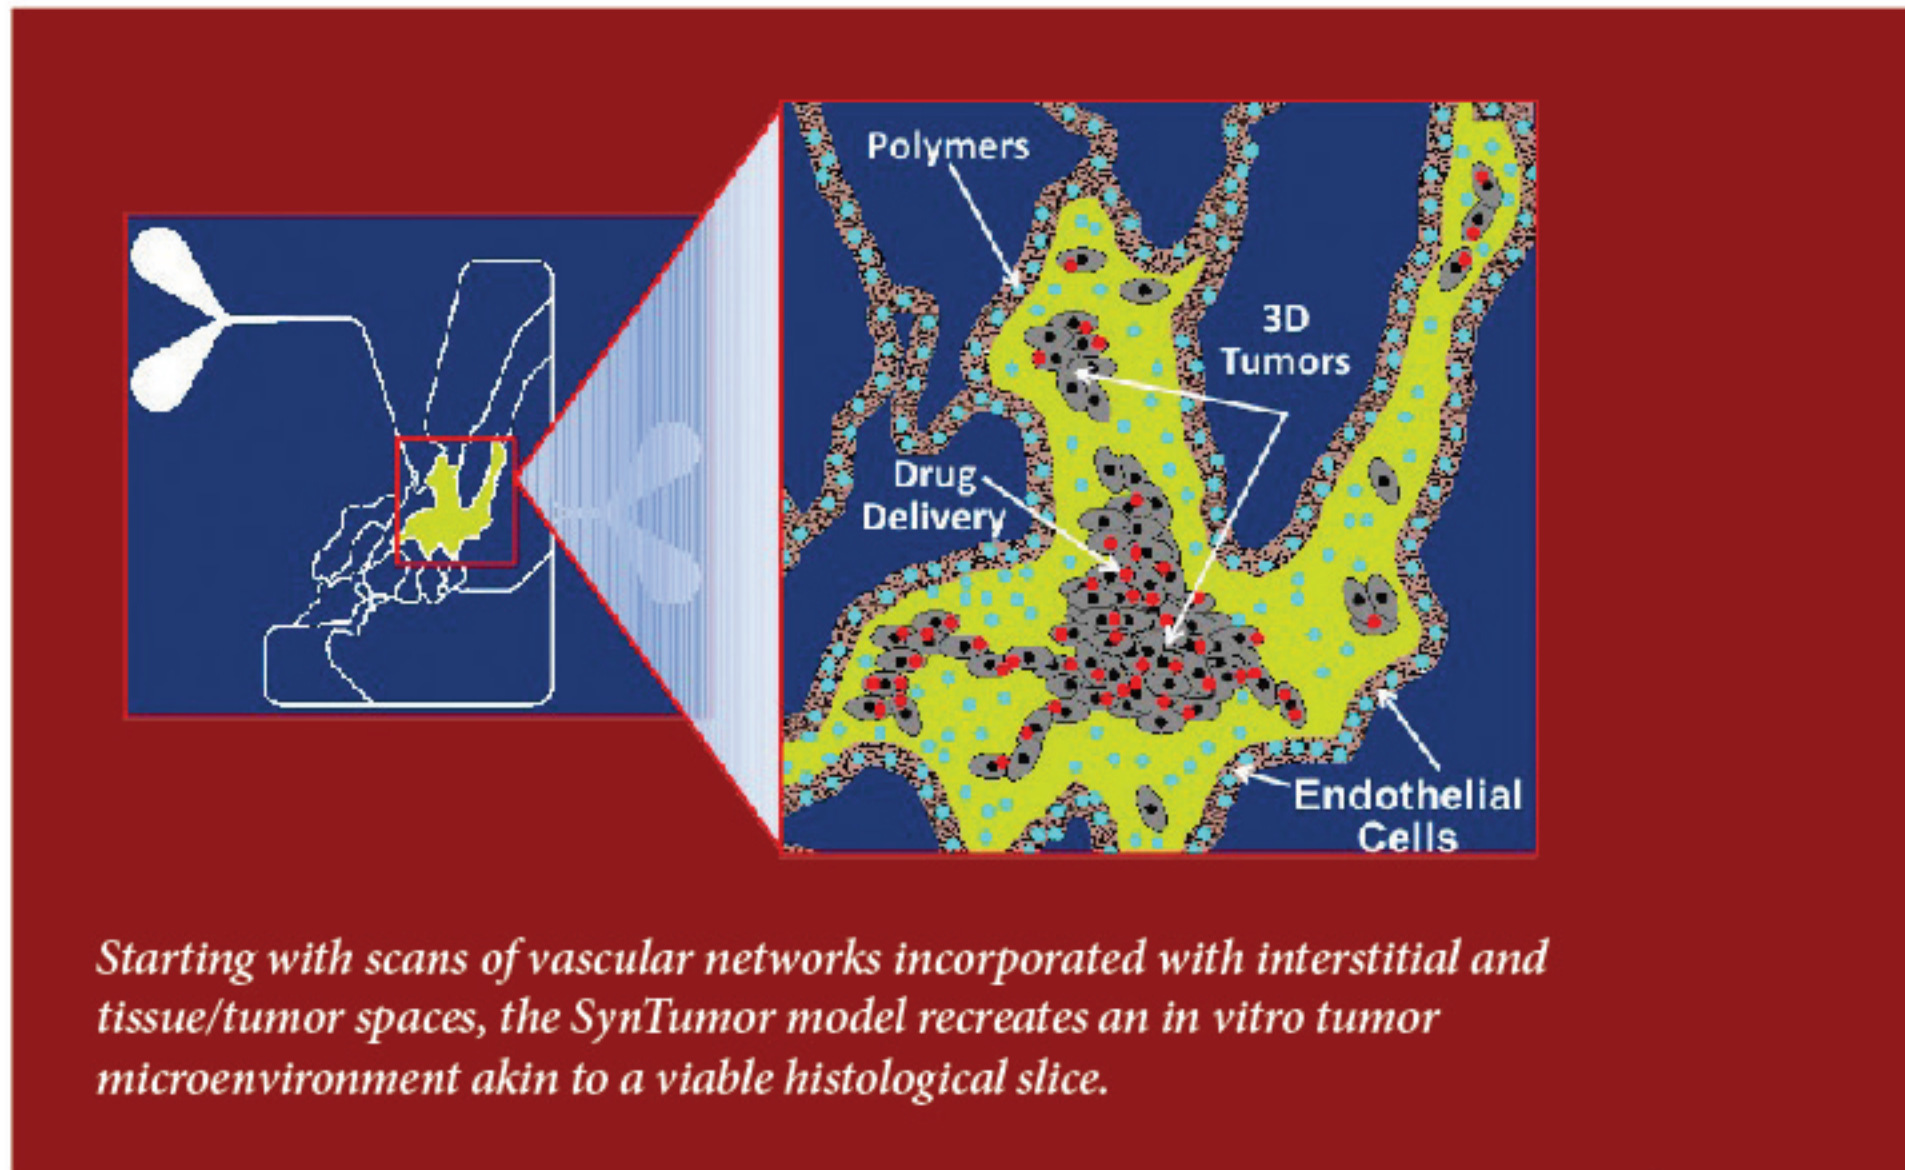 Polymers
3D
Tumors
Drug
Delivery
Endothelial
Cells
Starting with scans of vascular networks incorporated with interstitial and
tissue/tumor spaces, the SynTumor model recreates an in vitro tumor
microenvironment akin to a viable histological slice.